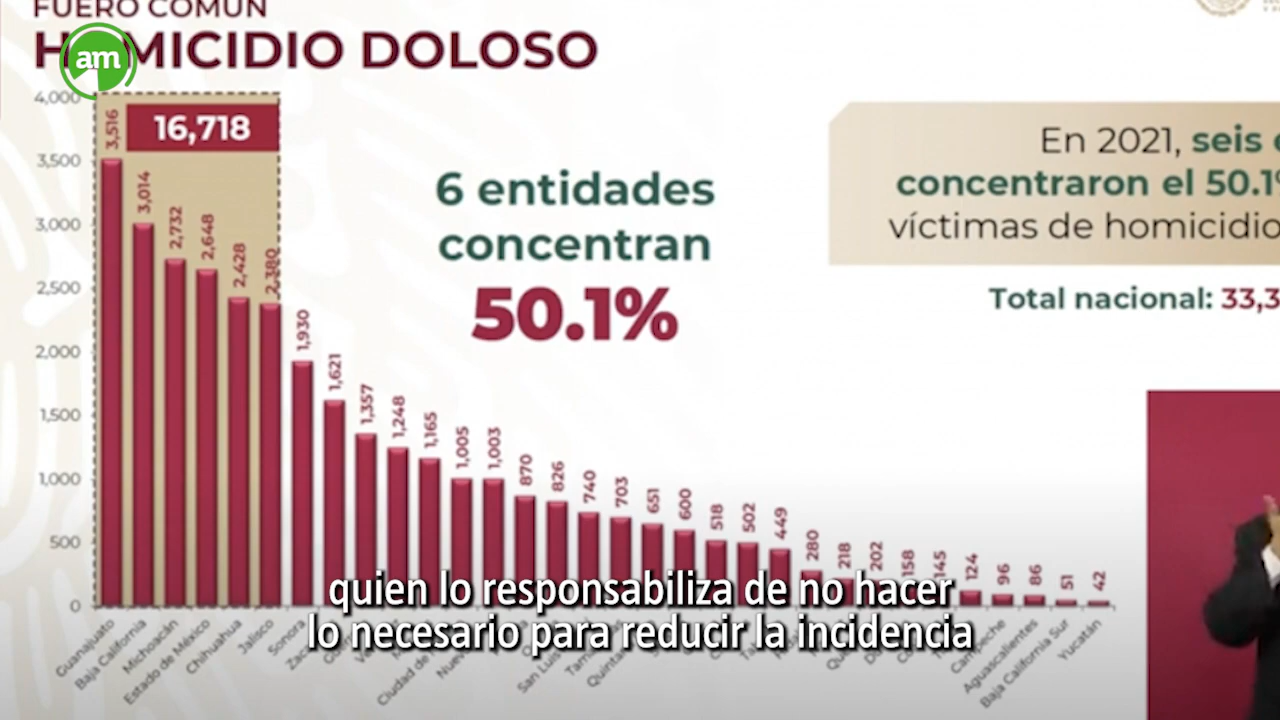 FUERO COMÚN
HOMICIDIO DOLOSO
am
4,000
3,500
3,000
2,500
2,000
1,500
1,000
500
0
16,718
3,516
3,014
2,732
2,648
2,428
2,380
1,930
1,621
1,357
1,248
1,165
1,005
1,003
870
826
740
703
651
600
518
502
449
280
218
202
158
145
124
96
86
51
42
6 entidades
concentran
50.1%
En 2021, seis
concentraron el 50.1%
víctimas de homicidio
Total nacional: 33,3
Guanajuato
Baja California
Michoacán
Estado de México
Chihuahua
Jalisco
Sonora
Ciudad de
San Luis
Campeche
Aguascalientes
Baja California Sur
Yucatán
quien lo responsabiliza de no hacer
lo necesario para reducir la incidencia